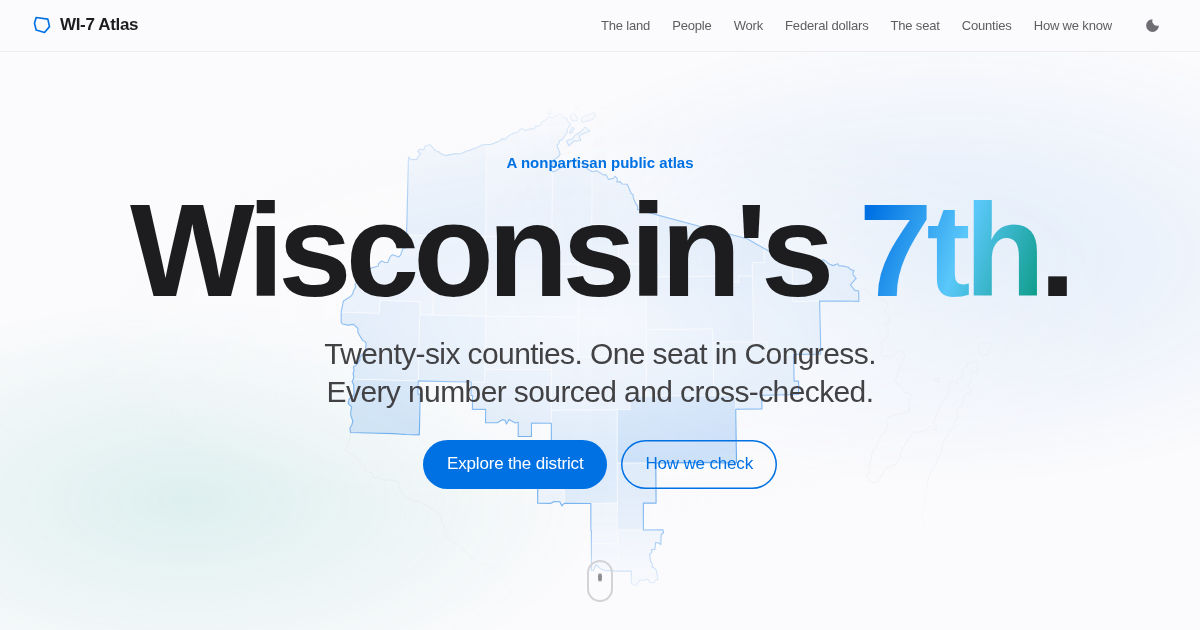 WI-7 Atlas
The land
People
Work
Federal dollars
The seat
Counties
How we know
A nonpartisan public atlas
Wisconsin's 7th.
Twenty-six counties. One seat in Congress.
Every number sourced and cross-checked.
Explore the district
How we check